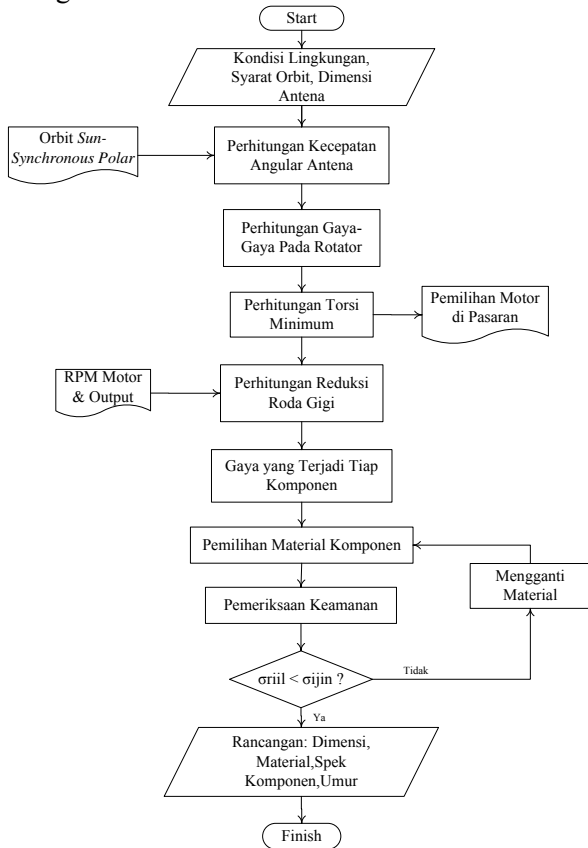 Start
Kondisi Lingkungan,
Syarat Orbit, Dimensi
Antena
Orbit Sun-
Synchronous Polar
Perhitungan Kecepatan
Angular Antena
Perhitungan Gaya-
Gaya Pada Rotator
Perhitungan Torsi
Minimum
Pemilihan Motor
di Pasaran
RPM Motor
& Output
Perhitungan Reduksi
Roda Gigi
Gaya yang Terjadi Tiap
Komponen
Pemilihan Material Komponen
Mengganti
Material
Pemeriksaan Keamanan
σriil < σijin ?
Tidak
Ya
Rancangan: Dimensi,
Material,Spek
Komponen,Umur
Finish